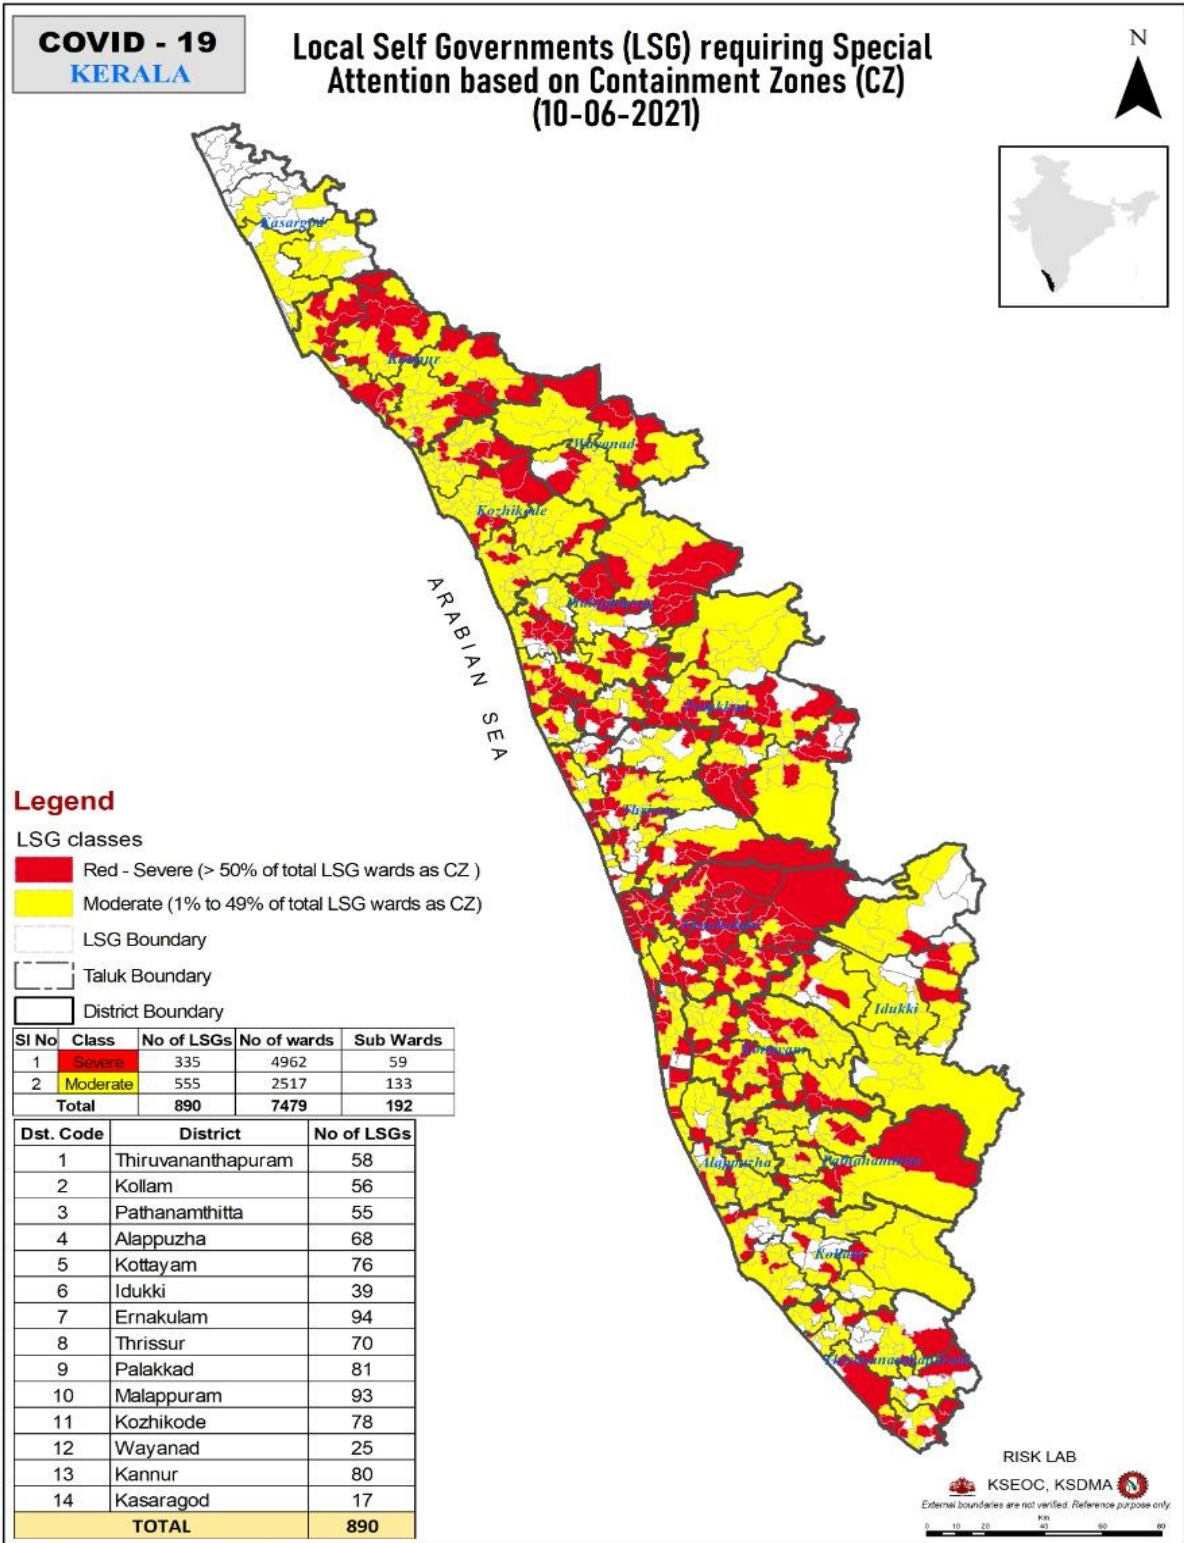 COVID - 19
KERALA
Local Self Governments (LSG) requiring Special
Attention based on Containment Zones (CZ)
(10-06-2021)
N
Kasargod
Kannur
Wayanad
Kozhikode
Malappuram
ARABIAN SEA
Palakkad
Thrissur
Ernakulam
Idukki
Kottayam
Alappuzha
Pathanamthitta
Kollam
Thiruvananthapuram
Legend
LSG classes
Red - Severe (> 50% of total LSG wards as CZ )
Moderate (1% to 49% of total LSG wards as CZ)
LSG Boundary
Taluk Boundary
District Boundary
Sl No Class No of LSGs No of wards Sub Wards
1 Severe 335 4962 59
2 Moderate 555 2517 133
Total 890 7479 192
Dst. Code District No of LSGs
1 Thiruvananthapuram 58
2 Kollam 56
3 Pathanamthitta 55
4 Alappuzha 68
5 Kottayam 76
6 Idukki 39
7 Ernakulam 94
8 Thrissur 70
9 Palakkad 81
10 Malappuram 93
11 Kozhikode 78
12 Wayanad 25
13 Kannur 80
14 Kasaragod 17
TOTAL 890
RISK LAB
KSEOC, KSDMA
External boundaries are not verified. Reference purpose only.
Km
0 10 20 40 60 80